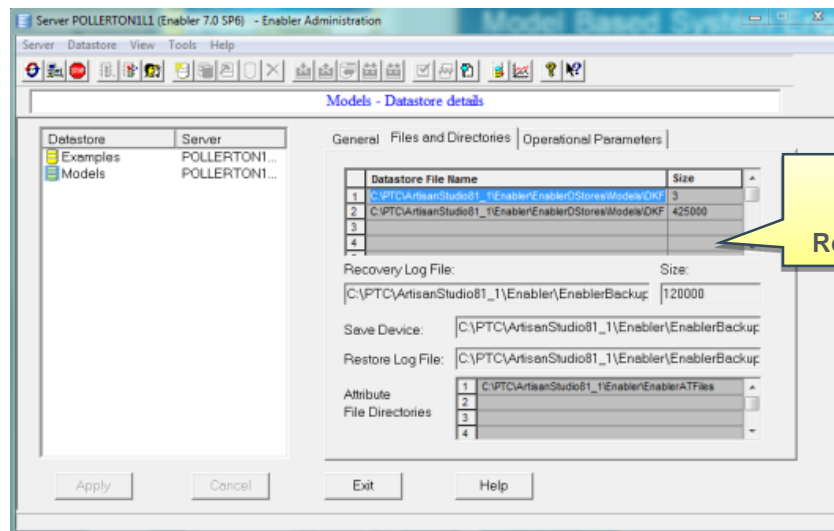 Model Based System
Server POLLERTON1L1 (Enabler 7.0 SP6) - Enabler Administration
Server Datastore View Tools Help
Models - Datastore details
Datastore Server
Examples POLLERTON1...
Models POLLERTON1...
General Files and Directories Operational Parameters
Datastore File Name Size
1 C:\PTC\ArtisanStudio81_1\Enabler\EnablerDStores\Models\DKF 3
2 C:\PTC\ArtisanStudio81_1\Enabler\EnablerDStores\Models\DKF 425000
3
4
Recovery Log File: Size:
C:\PTC\ArtisanStudio81_1\Enabler\EnablerBackup 120000
Save Device: C:\PTC\ArtisanStudio81_1\Enabler\EnablerBackup
Restore Log File: C:\PTC\ArtisanStudio81_1\Enabler\EnablerBackup
Attribute
File Directories
1 C:\PTC\ArtisanStudio81_1\Enabler\EnablerATFiles
2
3
4
Apply Cancel Exit Help